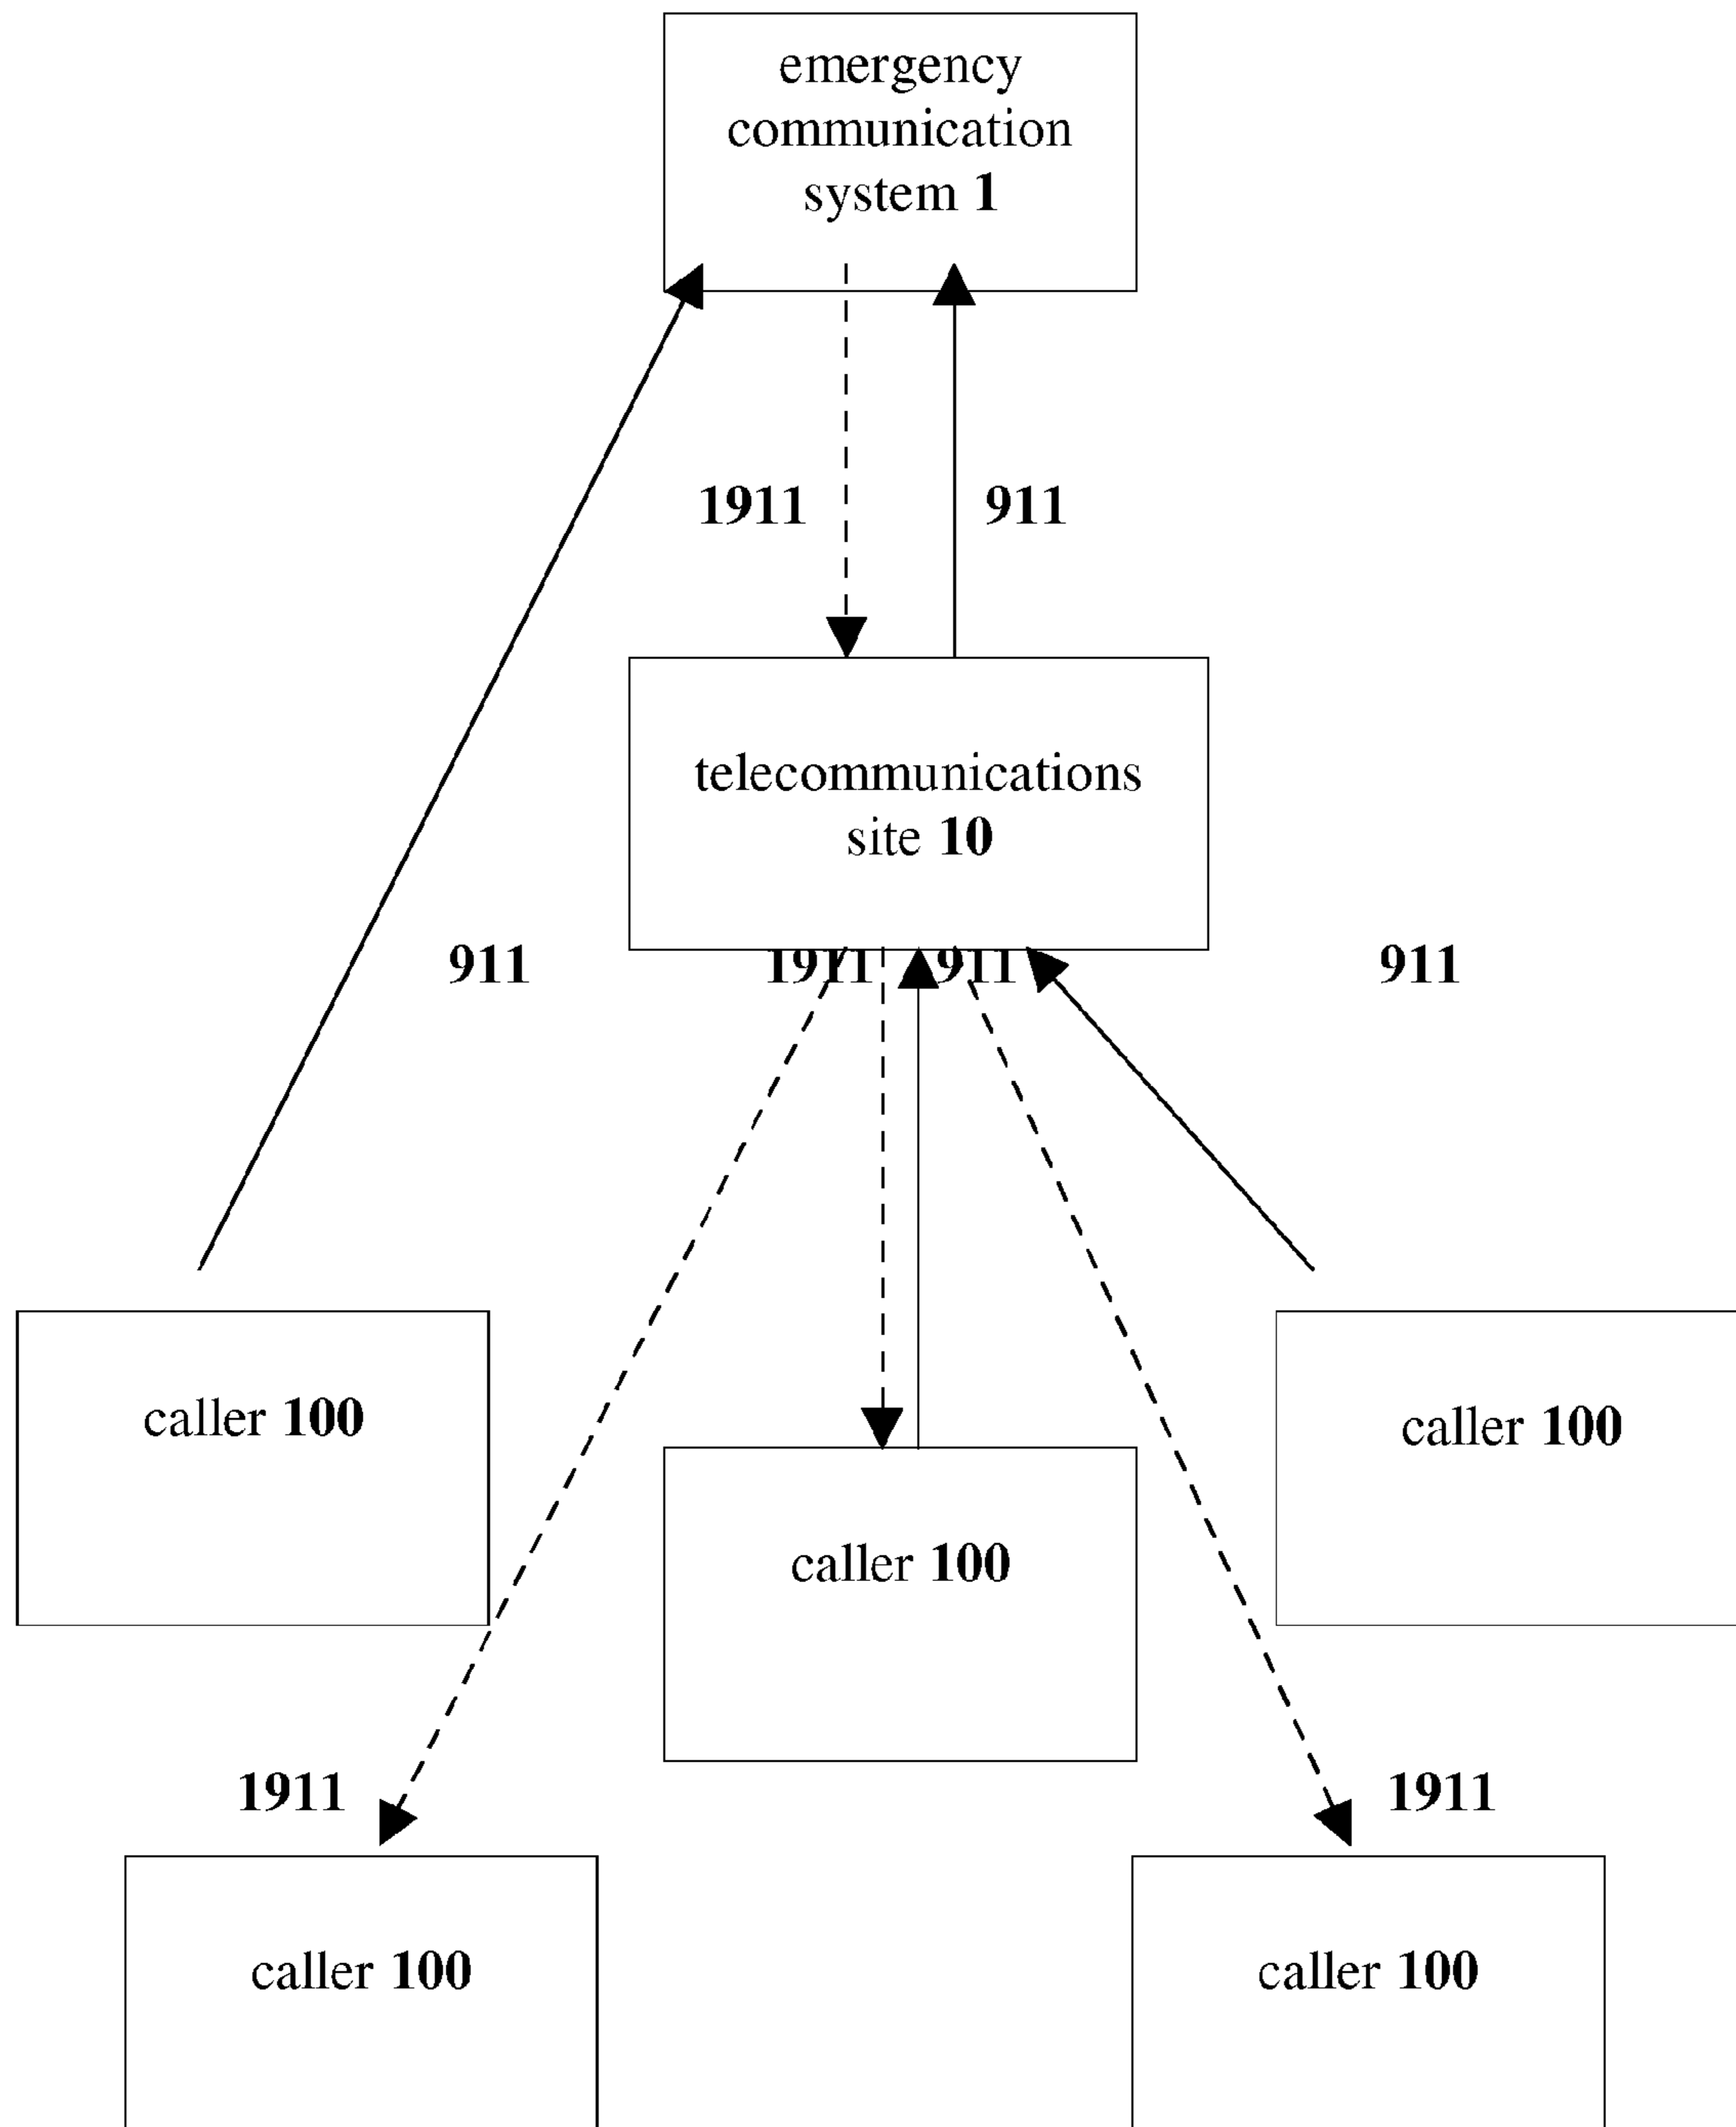 emergency
communication
system 1
1911
911
telecommunications
site 10
911
1911
911
911
caller 100
caller 100
caller 100
1911
1911
caller 100
caller 100